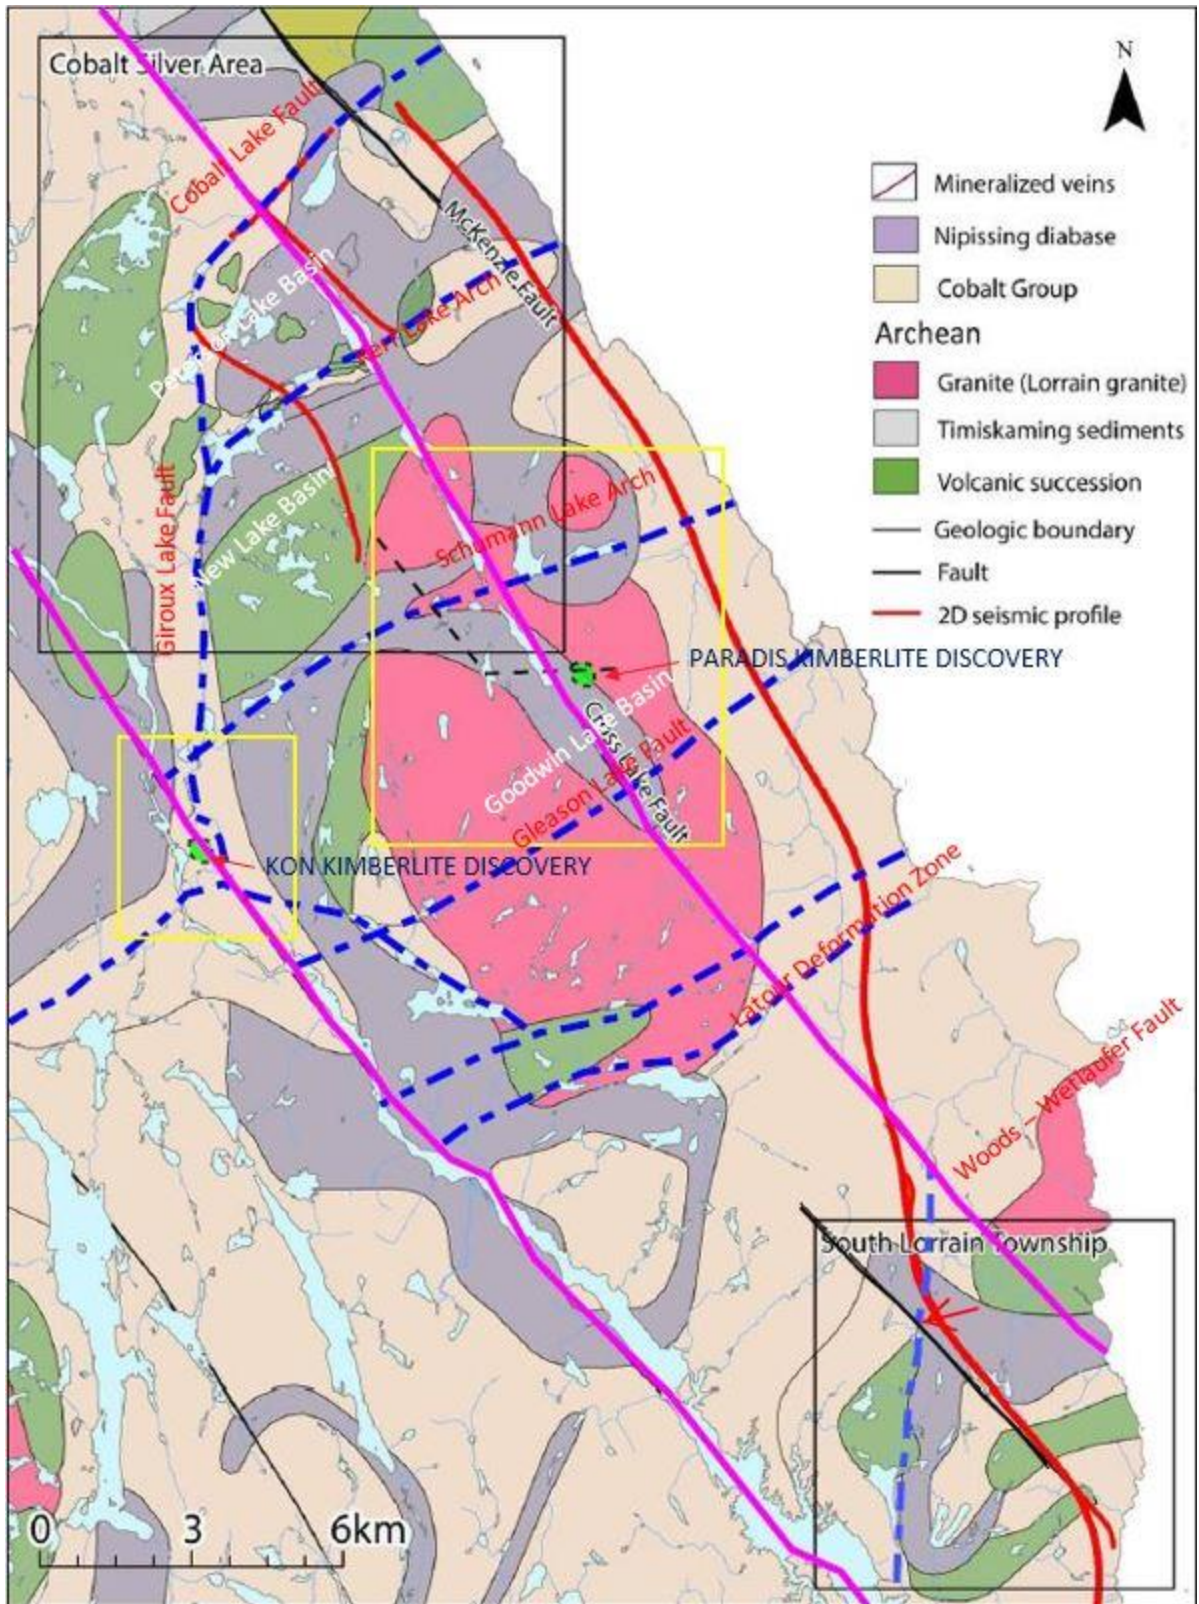 Cobalt Silver Area
N
Cobalt Lake Fault
McKenzie Fault
Peterson Lake Basin
Kerr Lake Arch
Mineralized veins
Nipissing diabase
Cobalt Group
Archean
Granite (Lorrain granite)
Timiskaming sediments
Volcanic succession
Geologic boundary
Fault
2D seismic profile
Giroux Lake Fault
New Lake Basin
Schumann Lake Arch
PARADIS KIMBERLITE DISCOVERY
Goodwin Lake Basin
Cross Lake Fault
Gleason Lake Fault
KON KIMBERLITE DISCOVERY
Latour Deformation Zone
Woods – Wetlaufer Fault
South Lorrain Township
0 3 6km